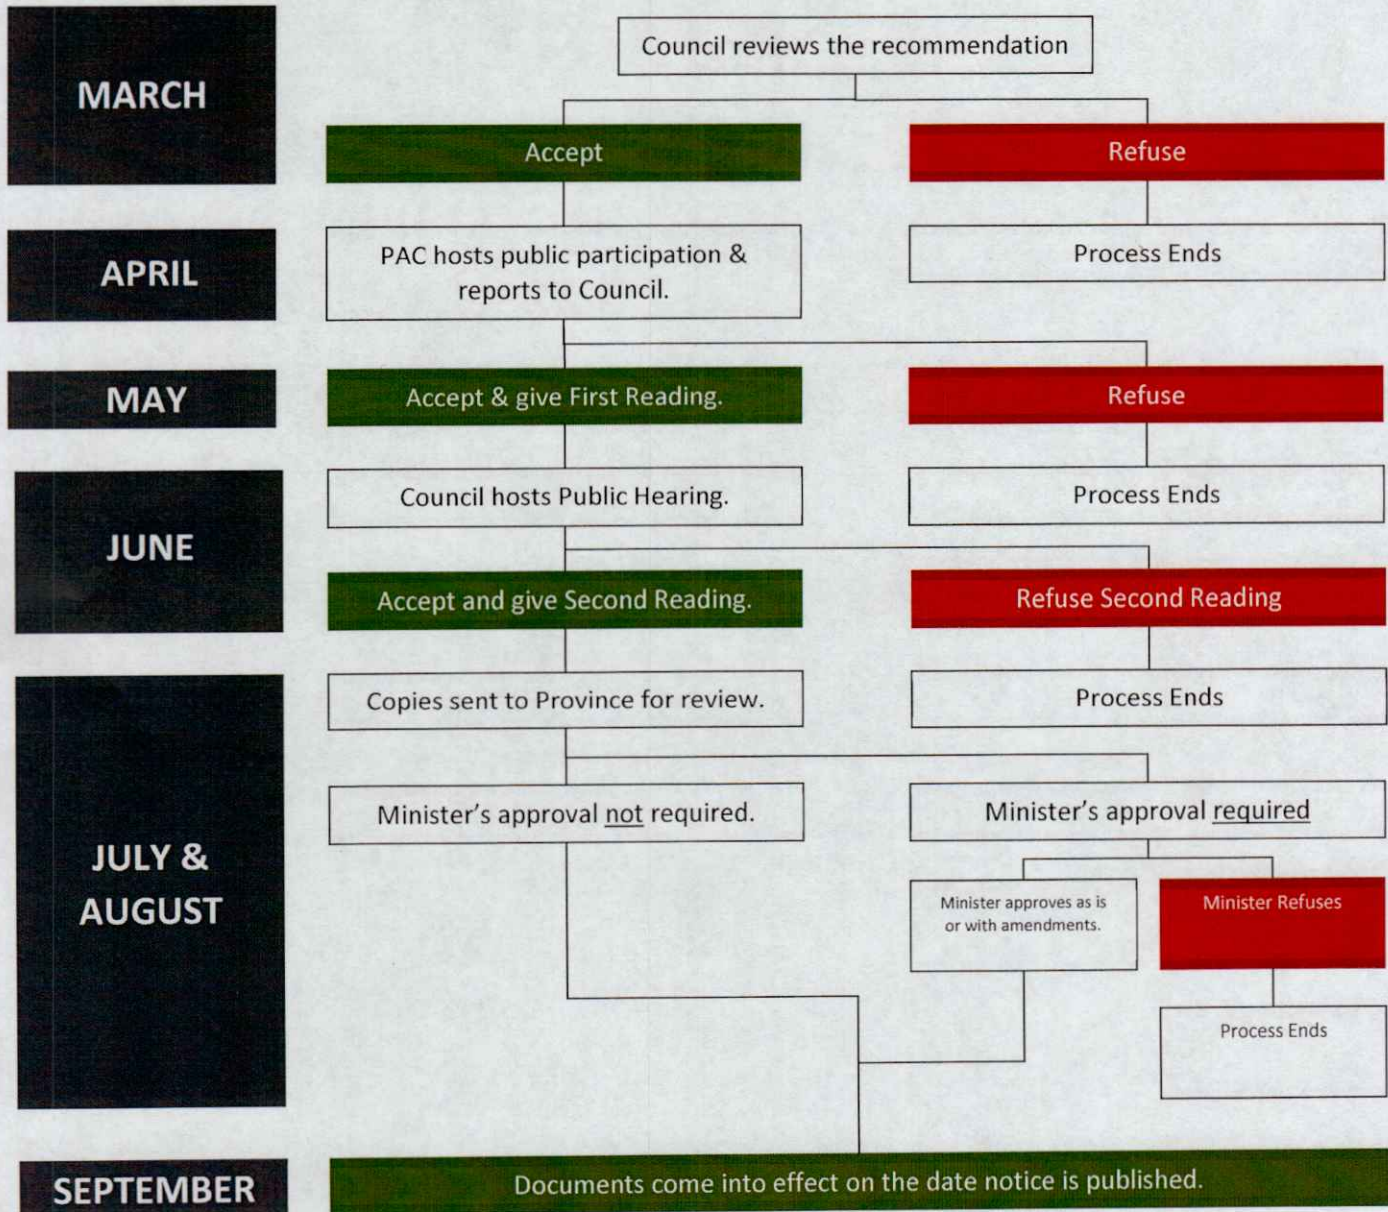 MARCH
Council reviews the recommendation
Accept
Refuse
APRIL
PAC hosts public participation &
reports to Council.
Process Ends
MAY
Accept & give First Reading.
Refuse
JUNE
Council hosts Public Hearing.
Process Ends
Accept and give Second Reading.
Refuse Second Reading
JULY &
AUGUST
Copies sent to Province for review.
Process Ends
Minister’s approval not required.
Minister’s approval required
Minister approves as is
or with amendments.
Minister Refuses
Process Ends
SEPTEMBER
Documents come into effect on the date notice is published.